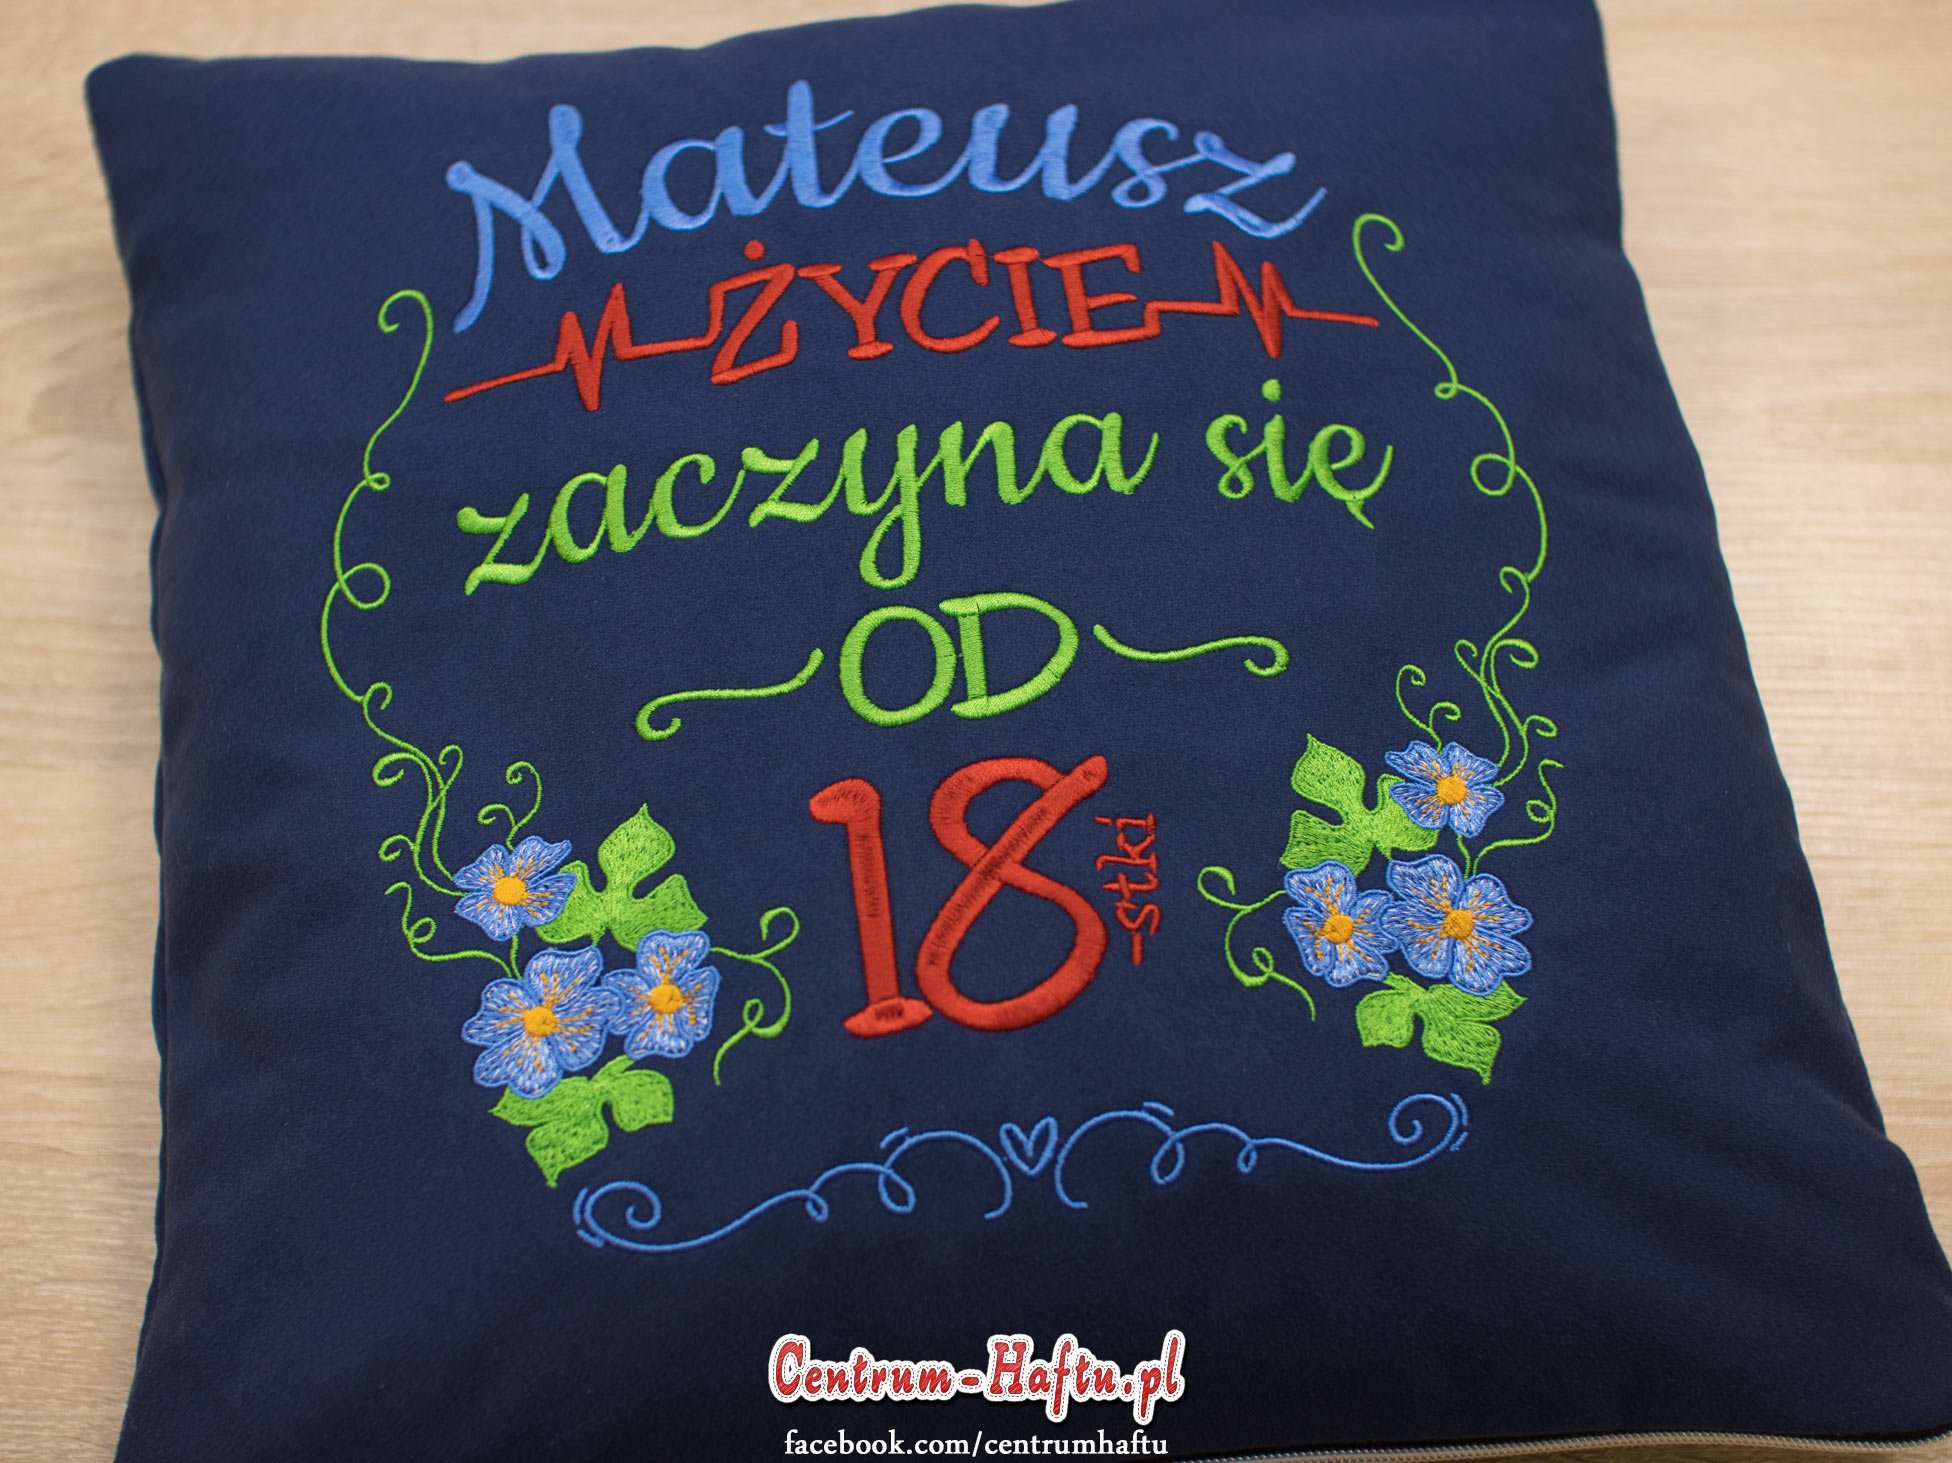 Mateusz
ŻYCIE
zaczyna się
OD
18-stki
Centrum-Haftu.pl
facebook.com/centrumhaftu